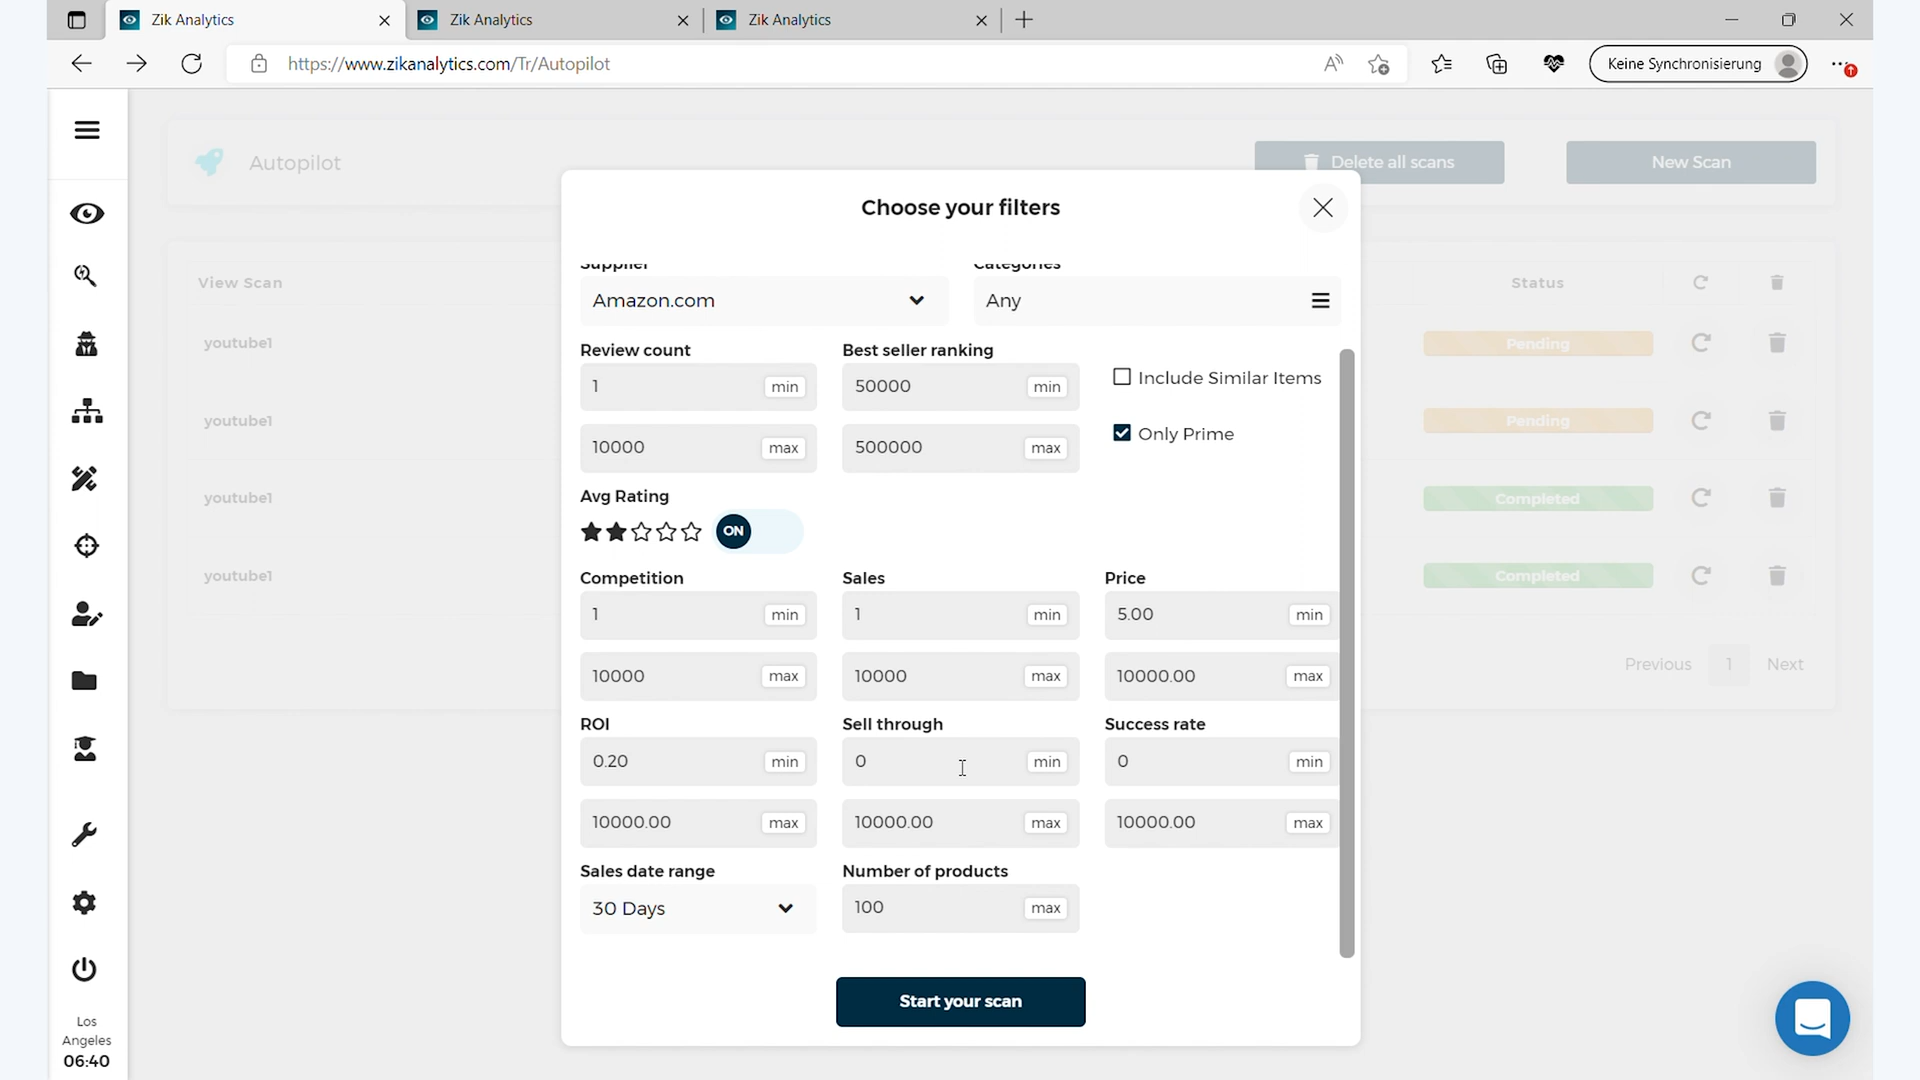 Zik Analytics
Zik Analytics
Zik Analytics
https://www.zikanalytics.com/Tr/Autopilot
Keine Synchronisierung
Autopilot
Delete all scans
New Scan
Choose your filters
View Scan
Status
Supplier
Categories
Amazon.com
Any
youtube1
Pending
Review count
Best seller ranking
1 min
50000 min
Include Similar Items
youtube1
Pending
Only Prime
10000 max
500000 max
Avg Rating
youtube1
Completed
ON
Competition
Sales
Price
youtube1
Completed
1 min
1 min
5.00 min
10000 max
10000 max
10000.00 max
Previous 1 Next
ROI
Sell through
Success rate
0.20 min
0 min
0 min
10000.00 max
10000.00 max
10000.00 max
Sales date range
Number of products
30 Days
100 max
Start your scan
Los
Angeles
06:40